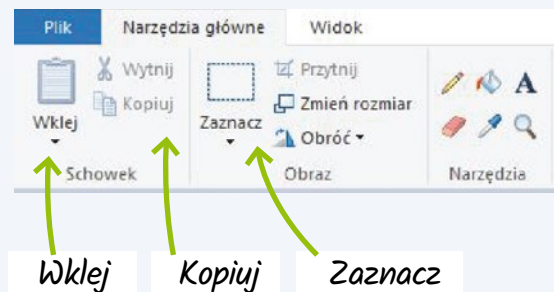 Plik Narzędzia główne Widok
Wklej
Wytnij
Kopiuj
Schowek
Zaznacz
Przytnij
Zmień rozmiar
Obróć
Obraz
A
Narzędzia
Wklej Kopiuj Zaznacz